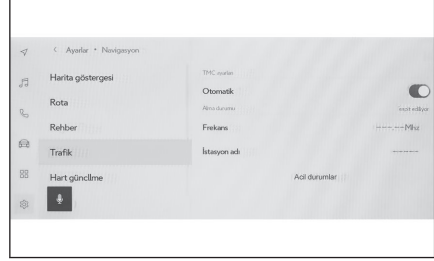 Ayarlar • Navigasyon
Harita göstergesi
Rota
Rehber
Trafik
Hart güncllme
TMC ayarları
Otomatik
Alma durumu
Frekans
--------.----Mhz
İstasyon adı
------------
Acil durumlar